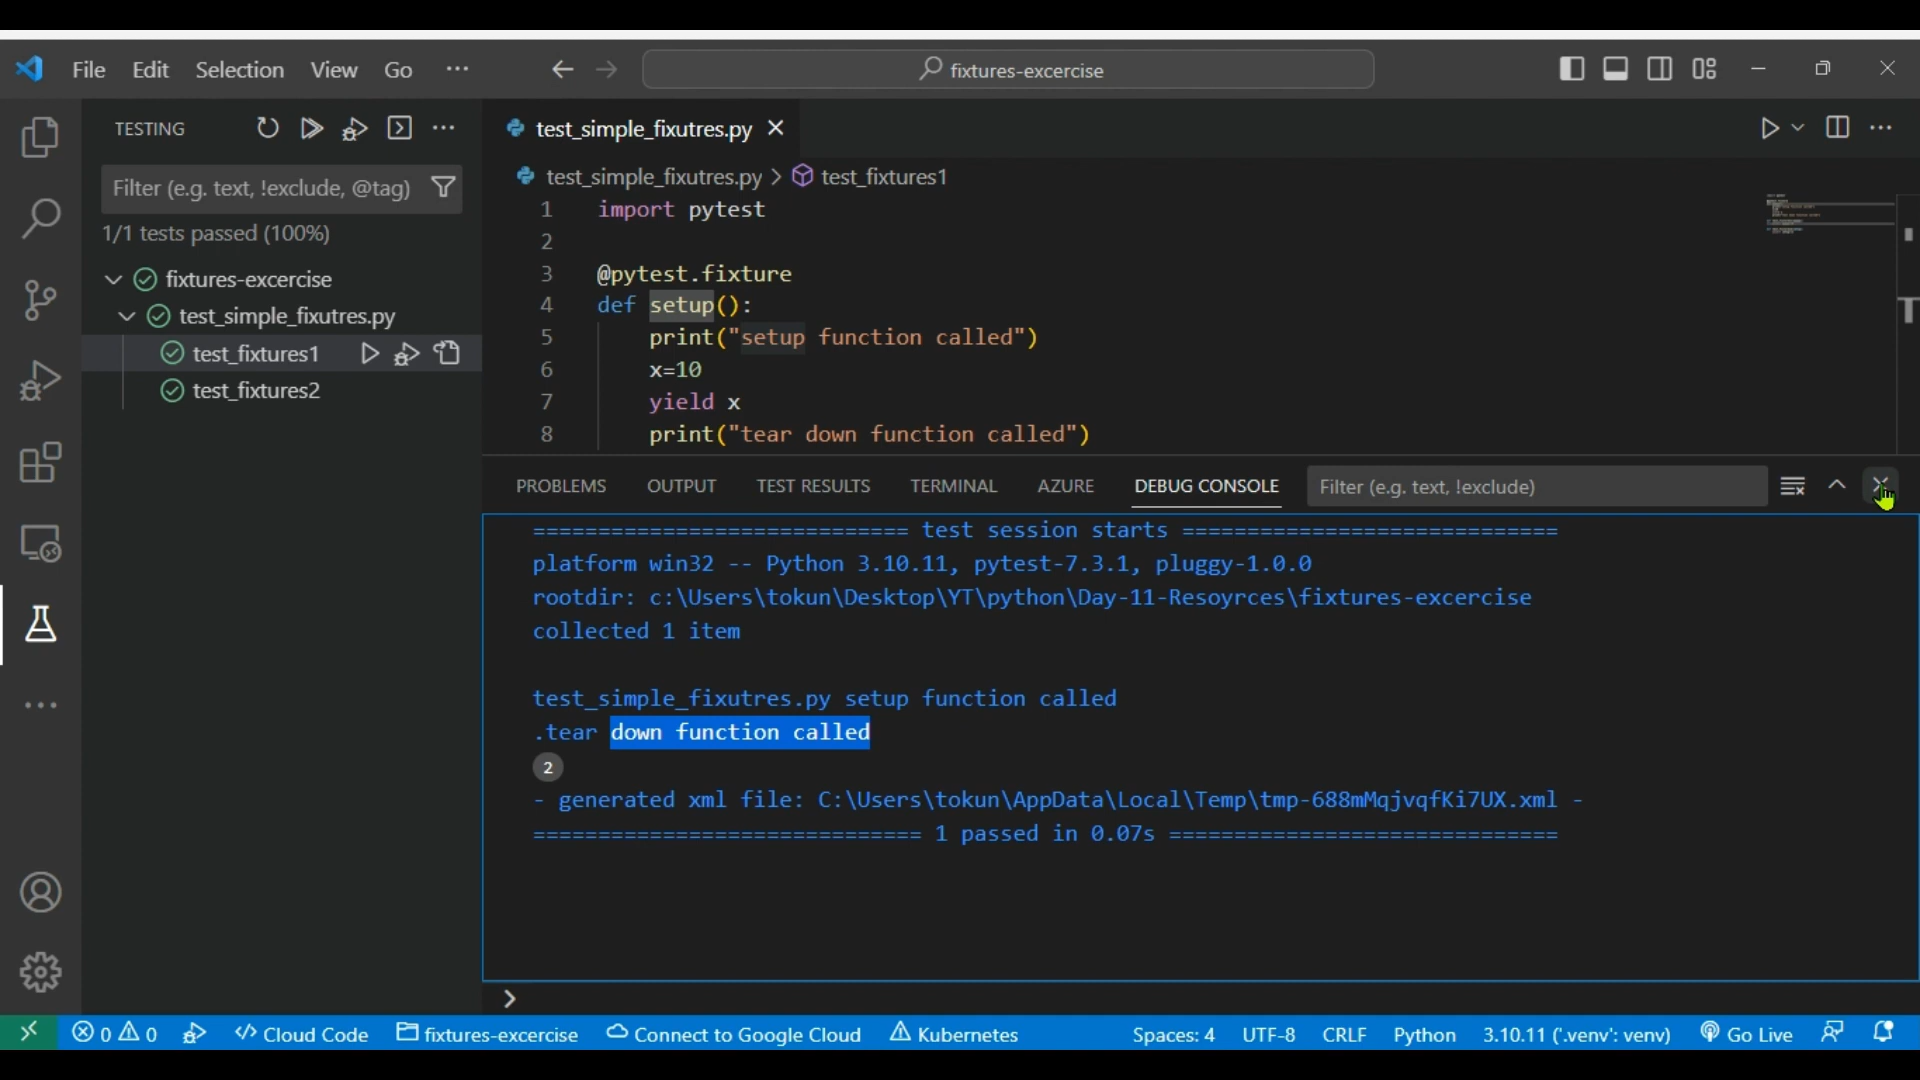 File Edit Selection View Go ··· fixtures-excercise
TESTING
Filter (e.g. text, !exclude, @tag)
1/1 tests passed (100%)
fixtures-excercise
test_simple_fixutres.py
test_fixtures1
test_fixtures2
test_simple_fixutres.py
test_simple_fixutres.py > test_fixtures1
1 import pytest
2
3 @pytest.fixture
4 def setup():
5 print("setup function called")
6 x=10
7 yield x
8 print("tear down function called")
PROBLEMS OUTPUT TEST RESULTS TERMINAL AZURE DEBUG CONSOLE Filter (e.g. text, !exclude)
============================= test session starts =============================
platform win32 -- Python 3.10.11, pytest-7.3.1, pluggy-1.0.0
rootdir: c:\Users\tokun\Desktop\YT\python\Day-11-Resoyrces\fixtures-excercise
collected 1 item
test_simple_fixutres.py setup function called
.tear down function called
2
- generated xml file: C:\Users\tokun\AppData\Local\Temp\tmp-688mMqjvqfKi7UX.xml -
============================== 1 passed in 0.07s ==============================
0 0 Cloud Code fixtures-excercise Connect to Google Cloud Kubernetes Spaces: 4 UTF-8 CRLF Python 3.10.11 ('.venv': venv) Go Live